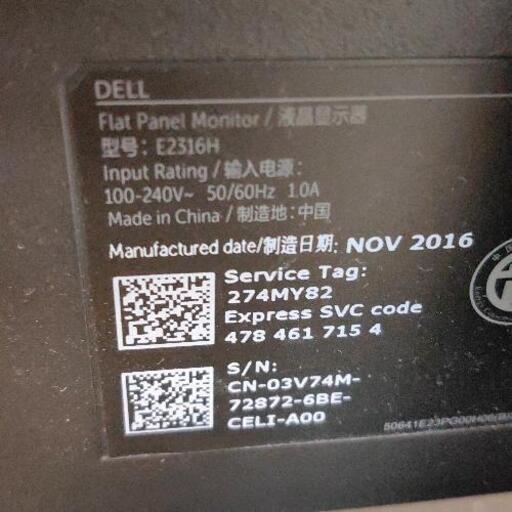 DELL
Flat Panel Monitor / 液晶显示器
型号: E2316H
Input Rating / 输入电源:
100-240V~ 50/60Hz 1.0A
Made in China / 制造地: 中国
Manufactured date/制造日期: NOV 2016
Service Tag:
274MY82
Express SVC code
478 461 715 4
S/N:
CN-03V74M-
72872-6BE-
CELI-A00